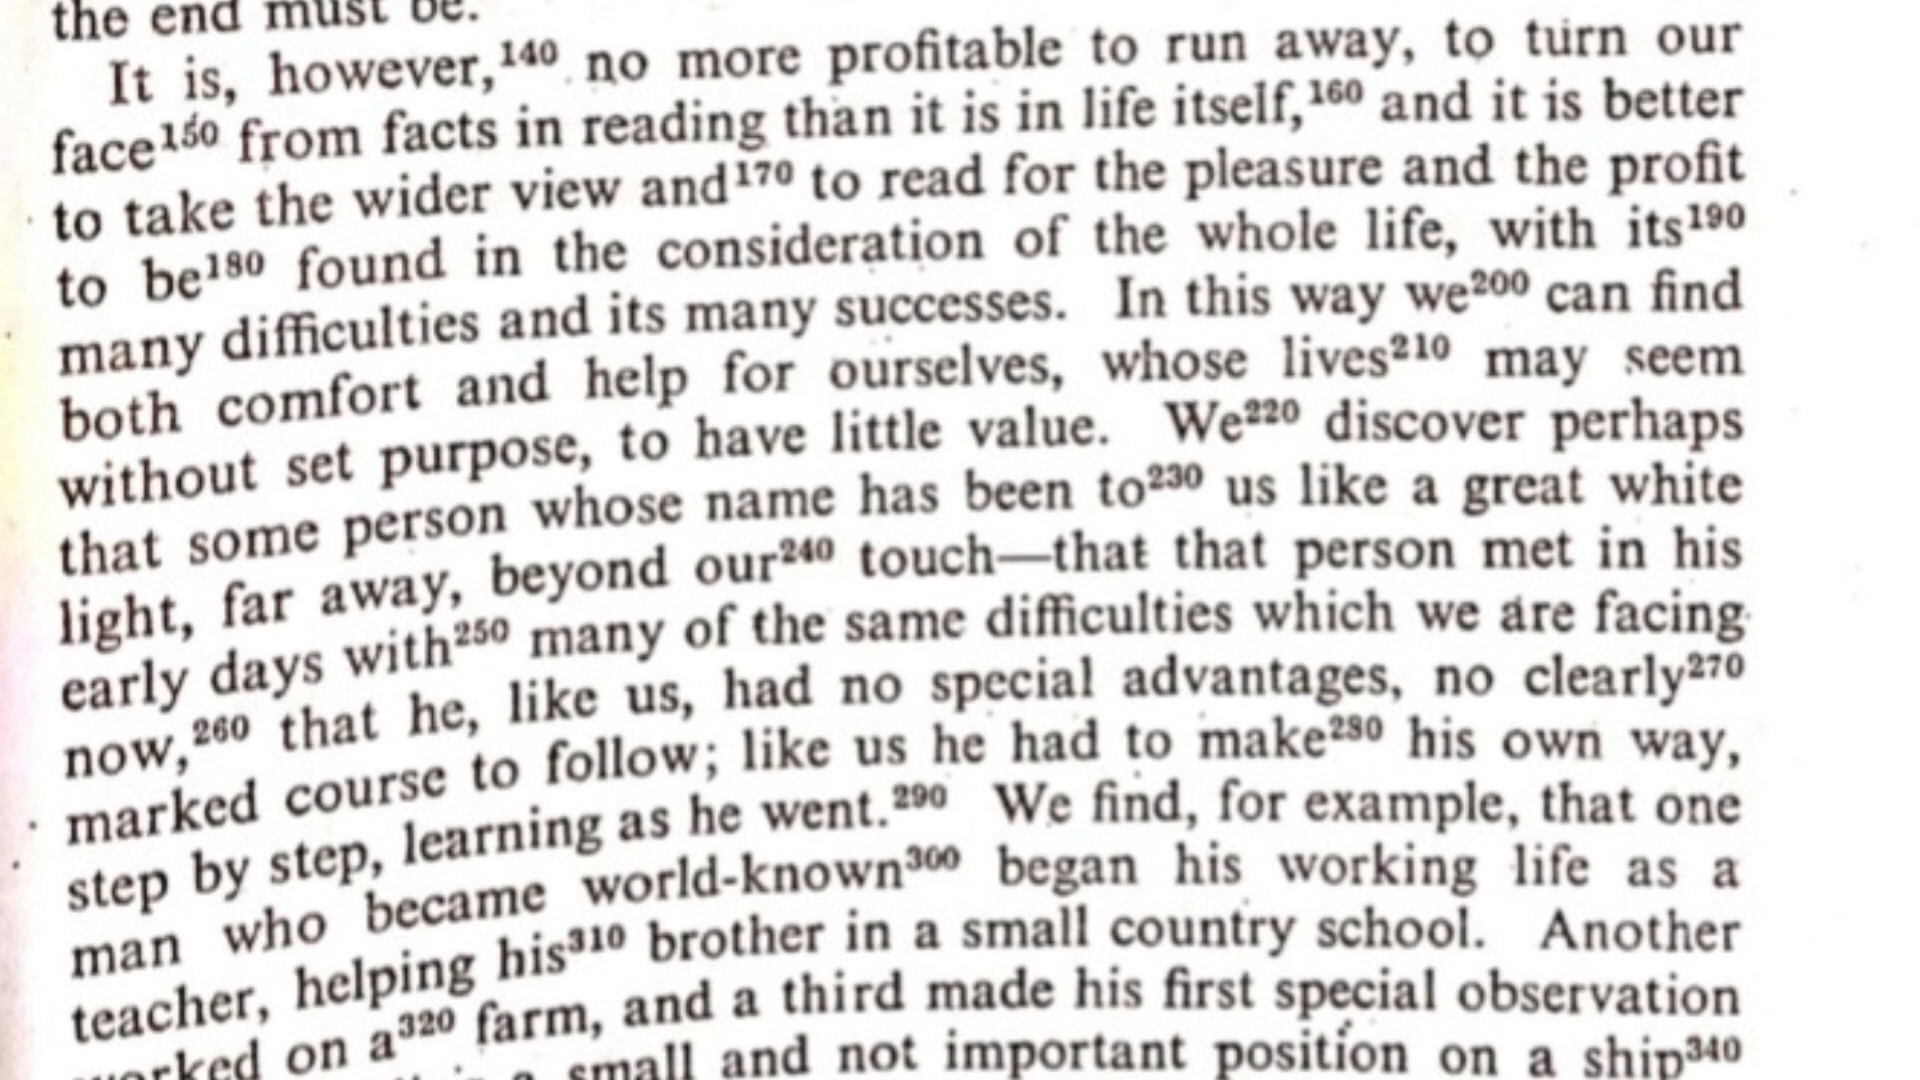 the end must be.
It is, however,¹⁴⁰ no more profitable to run away, to turn our
face¹⁵⁰ from facts in reading than it is in life itself,¹⁶⁰ and it is better
to take the wider view and¹⁷⁰ to read for the pleasure and the profit
to be¹⁸⁰ found in the consideration of the whole life, with its¹⁹⁰
many difficulties and its many successes. In this way we²⁰⁰ can find
both comfort and help for ourselves, whose lives²¹⁰ may seem
without set purpose, to have little value. We²²⁰ discover perhaps
that some person whose name has been to²³⁰ us like a great white
light, far away, beyond our²⁴⁰ touch—that that person met in his
early days with²⁵⁰ many of the same difficulties which we are facing
now,²⁶⁰ that he, like us, had no special advantages, no clearly²⁷⁰
marked course to follow; like us he had to make²⁸⁰ his own way,
step by step, learning as he went.²⁹⁰ We find, for example, that one
man who became world-known³⁰⁰ began his working life as a
teacher, helping his³¹⁰ brother in a small country school. Another
worked on a³²⁰ farm, and a third made his first special observation
a small and not important position on a ship³⁴⁰